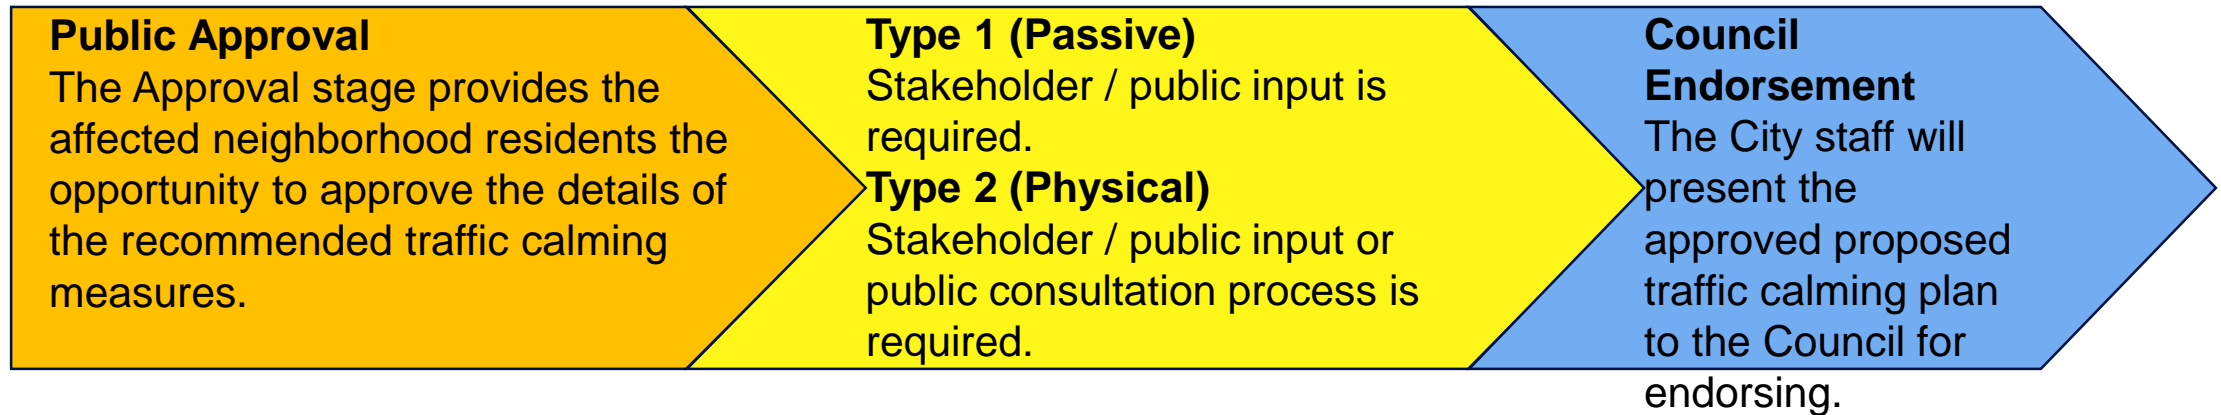 Public Approval
The Approval stage provides the
affected neighborhood residents the
opportunity to approve the details of
the recommended traffic calming
measures.
Type 1 (Passive)
Stakeholder / public input is
required.
Type 2 (Physical)
Stakeholder / public input or
public consultation process is
required.
Council
Endorsement
The City staff will
present the
approved proposed
traffic calming plan
to the Council for
endorsing.